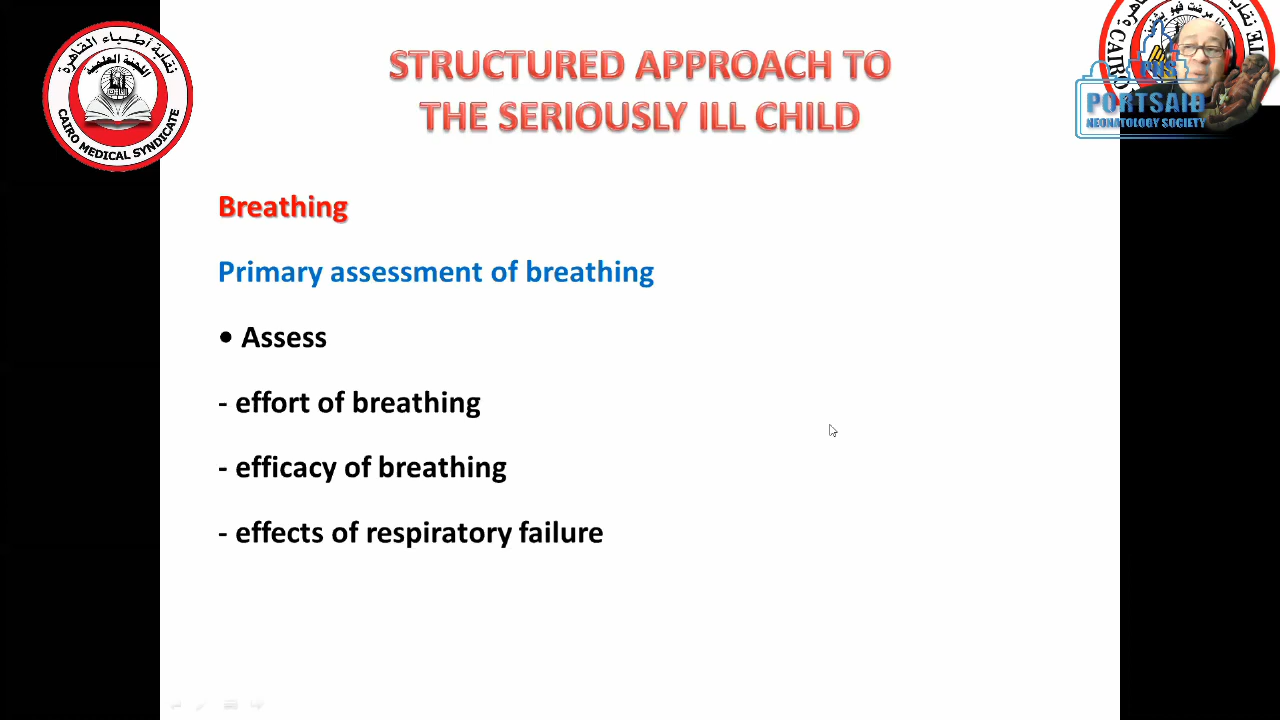 نقابة أطباء القاهرة
اللجنة العلمية
CAIRO MEDICAL SYNDICATE
STRUCTURED APPROACH TO
THE SERIOUSLY ILL CHILD
PNS
PORTSAID
NEONATOLOGY SOCIETY
Breathing
Primary assessment of breathing
• Assess
- effort of breathing
- efficacy of breathing
- effects of respiratory failure